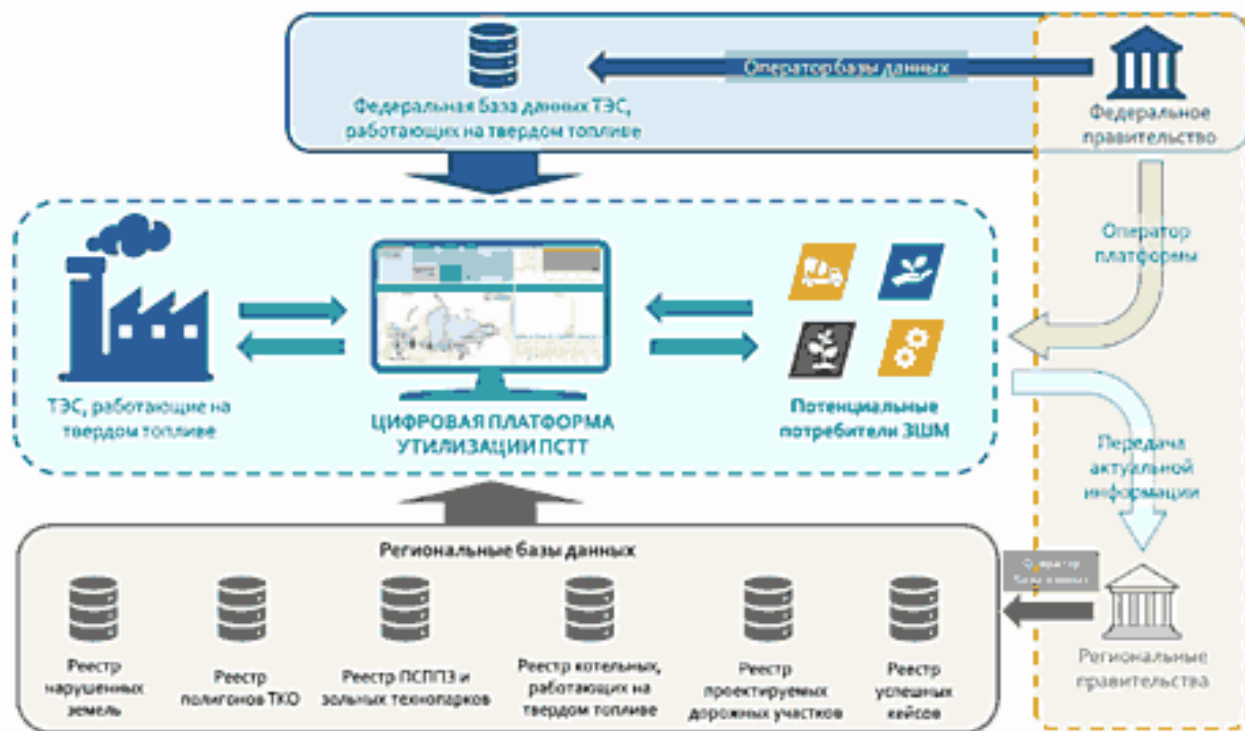 Оператор базы данных
Федеральная база данных ТЭС,
работающих на твердом топливе
Федеральное
правительство
Оператор
платформы
ТЭС, работающие на
твердом топливе
ЦИФРОВАЯ ПЛАТФОРМА
УТИЛИЗАЦИИ ПСТТ
Потенциальные
потребители ЗШМ
Передача
актуальной
информации
Региональные базы данных
Оператор
базы данных
Реестр
нарушенных
земель
Реестр
полигонов ТКО
Реестр ПСППЗ и
зольных технопарков
Реестр котельных,
работающих на
твердом топливе
Реестр
проектируемых
дорожных участков
Реестр
успешных
кейсов
Региональные
правительства